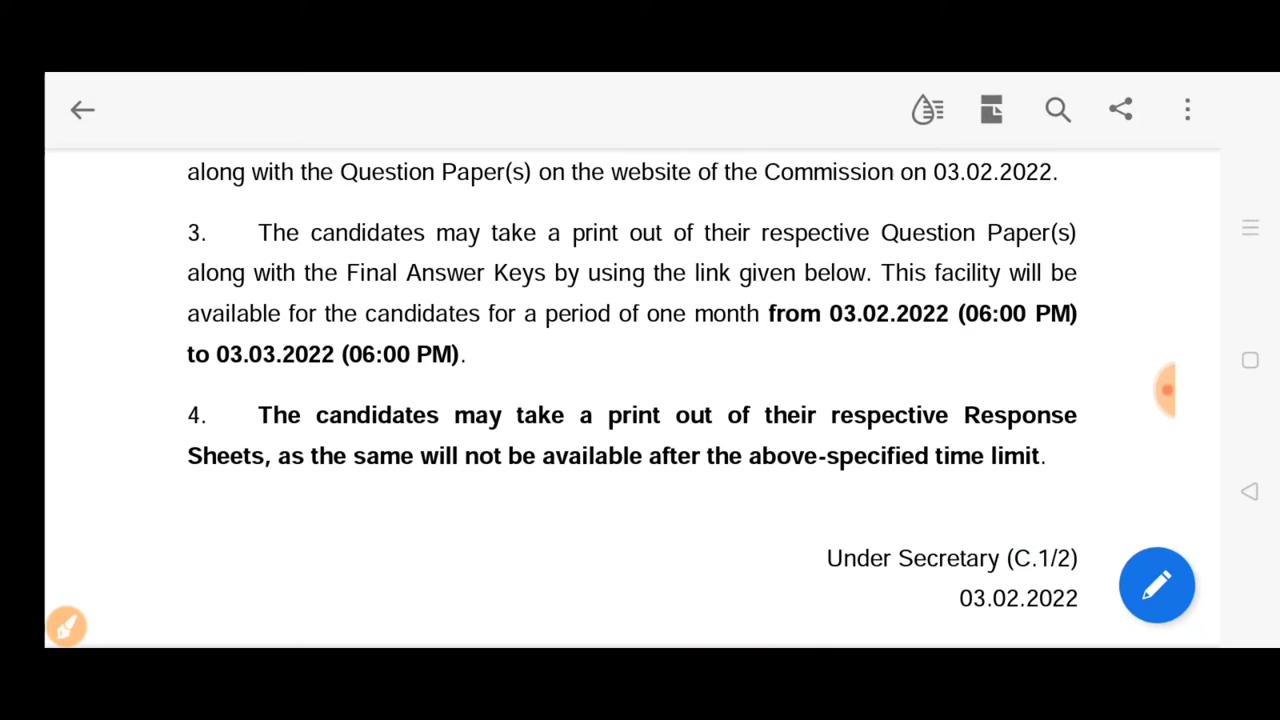 along with the Question Paper(s) on the website of the Commission on 03.02.2022.
3. The candidates may take a print out of their respective Question Paper(s)
along with the Final Answer Keys by using the link given below. This facility will be
available for the candidates for a period of one month from 03.02.2022 (06:00 PM)
to 03.03.2022 (06:00 PM).
4. The candidates may take a print out of their respective Response
Sheets, as the same will not be available after the above-specified time limit.
Under Secretary (C.1/2)
03.02.2022